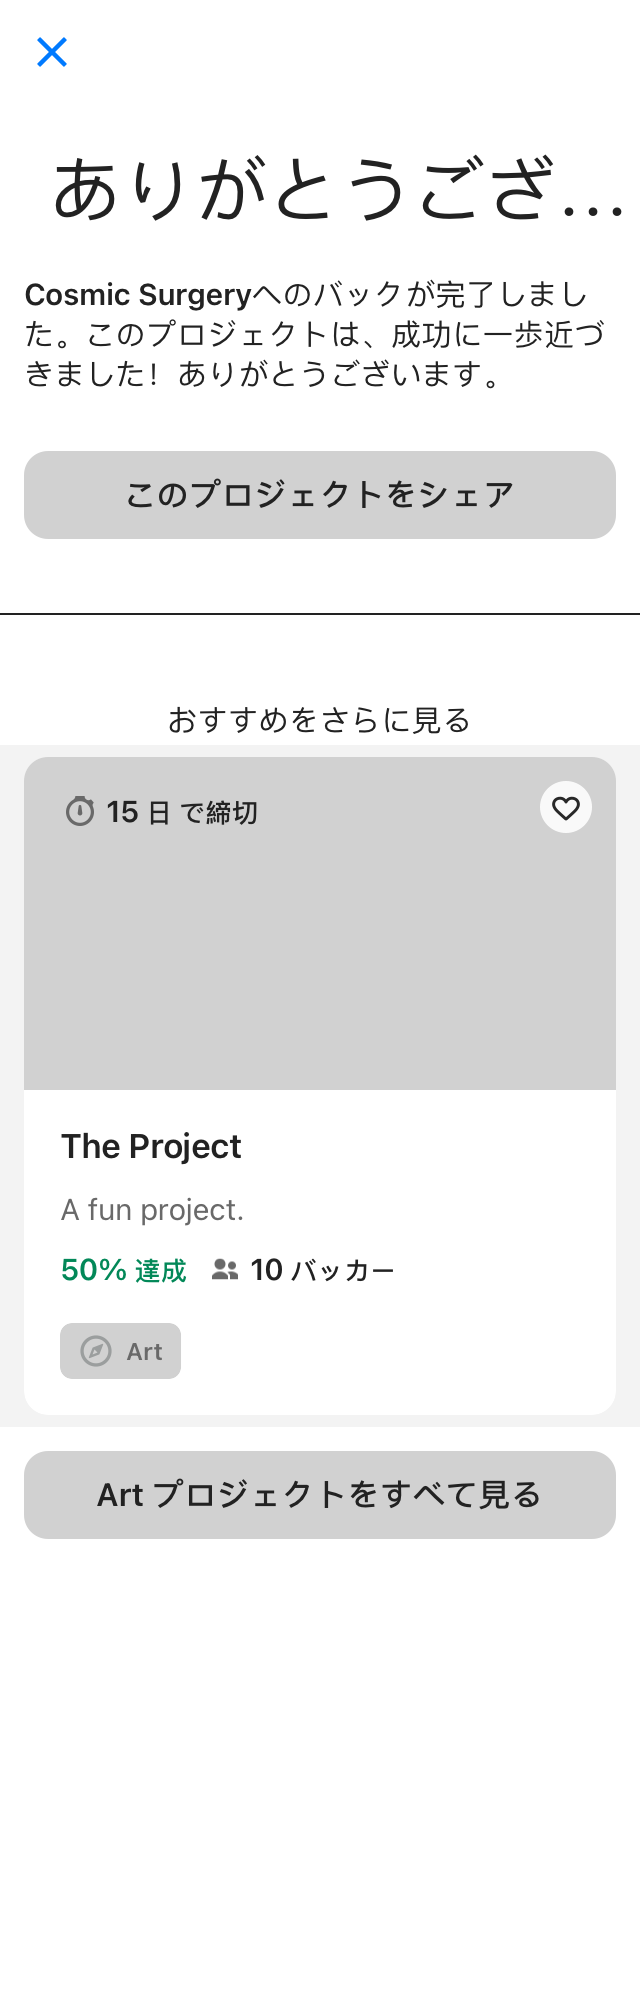 ありがとうござ…
Cosmic Surgeryへのバックが完了しまし
た。このプロジェクトは、成功に一歩近づ
きました！ありがとうございます。
このプロジェクトをシェア
おすすめをさらに見る
15 日 で締切
The Project
A fun project.
50% 達成 10 バッカー
Art
Art プロジェクトをすべて見る